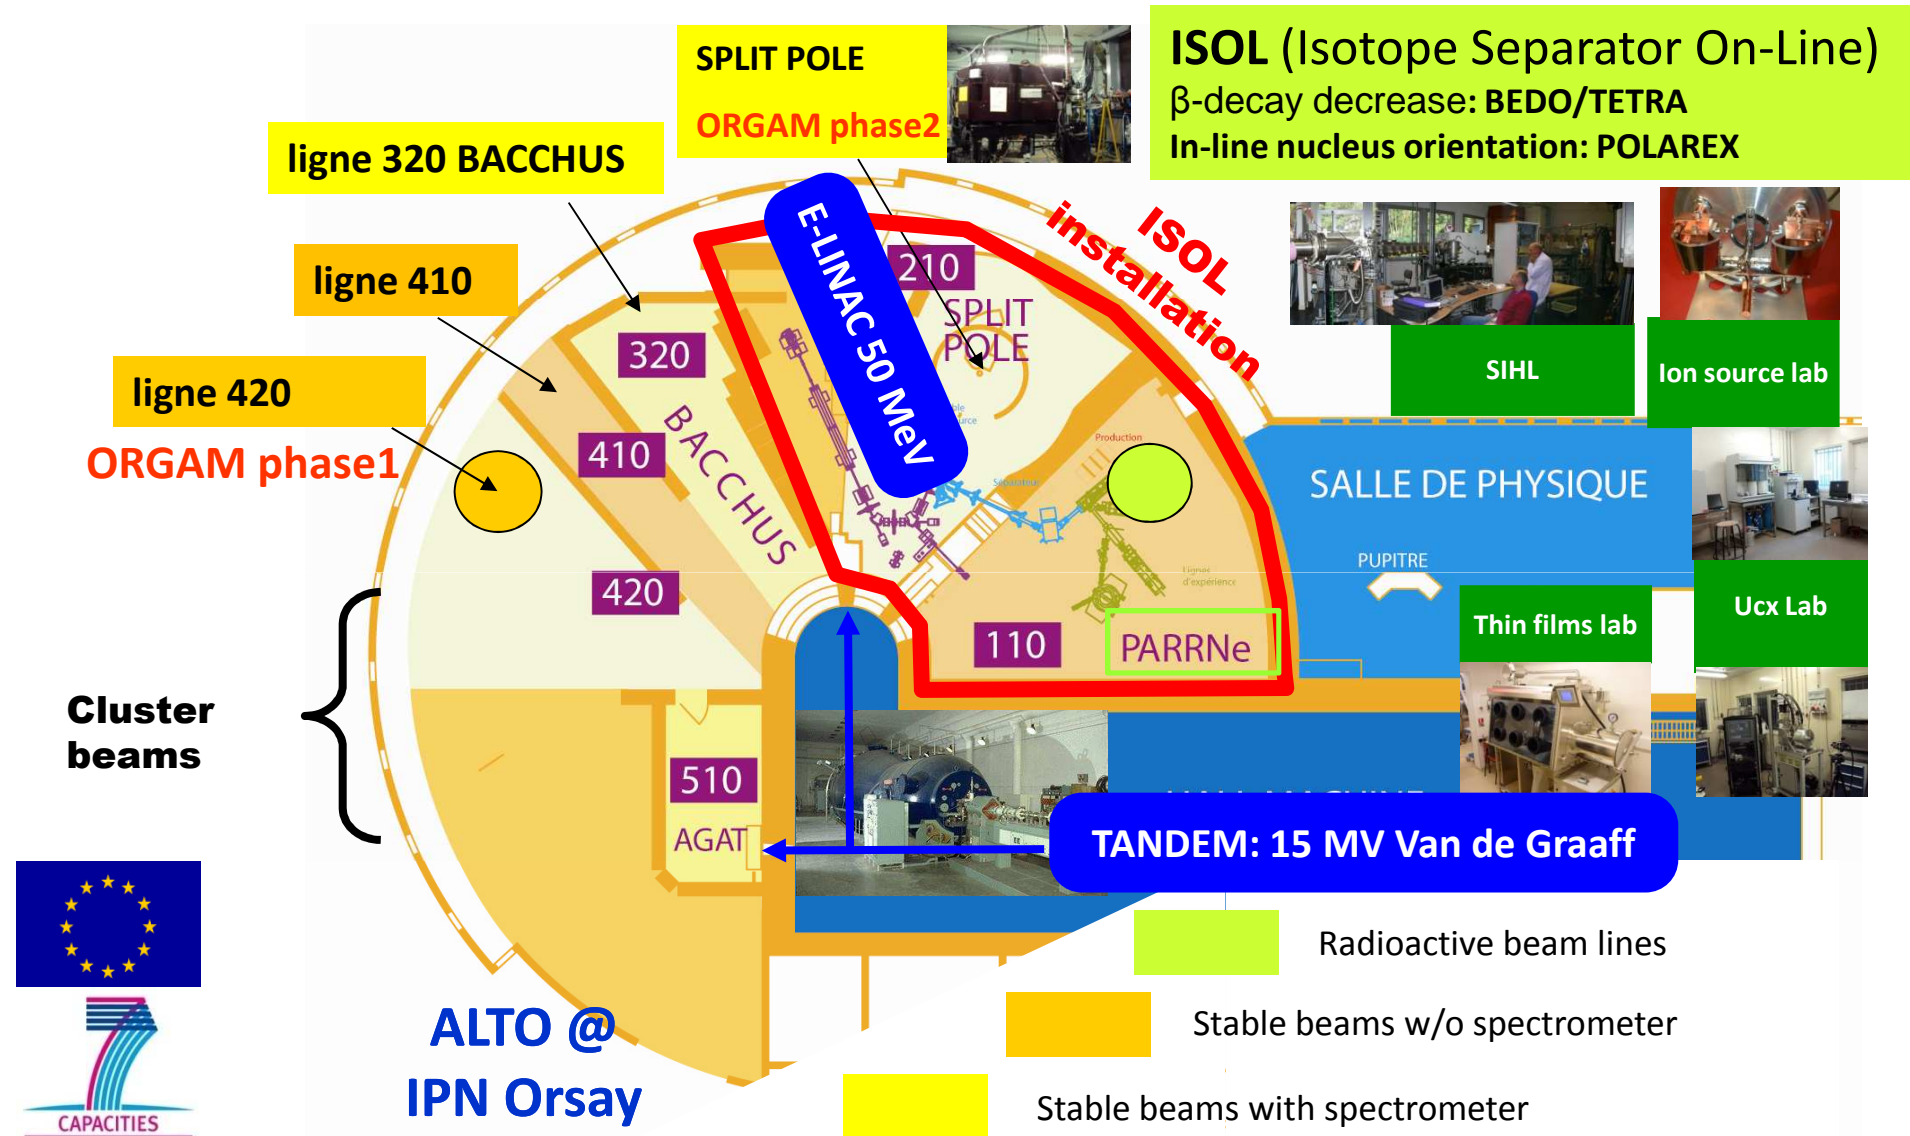 SPLIT POLE
ORGAM phase2
ISOL (Isotope Separator On-Line)
β-decay decrease: BEDO/TETRA
In-line nucleus orientation: POLAREX
ligne 320 BACCHUS
ligne 410
ligne 420
ORGAM phase1
E-LINAC 50 MeV
ISOL
installation
210
SPLIT
POLE
320
BACCHUS
410
420
Production
Séparateur
Lignes
d'expérience
110
PARRNe
SALLE DE PHYSIQUE
PUPITRE
SIHL
Ion source lab
Thin films lab
Ucx Lab
Cluster
beams
510
AGAT
TANDEM: 15 MV Van de Graaff
Radioactive beam lines
Stable beams w/o spectrometer
Stable beams with spectrometer
ALTO @
IPN Orsay
7
CAPACITIES